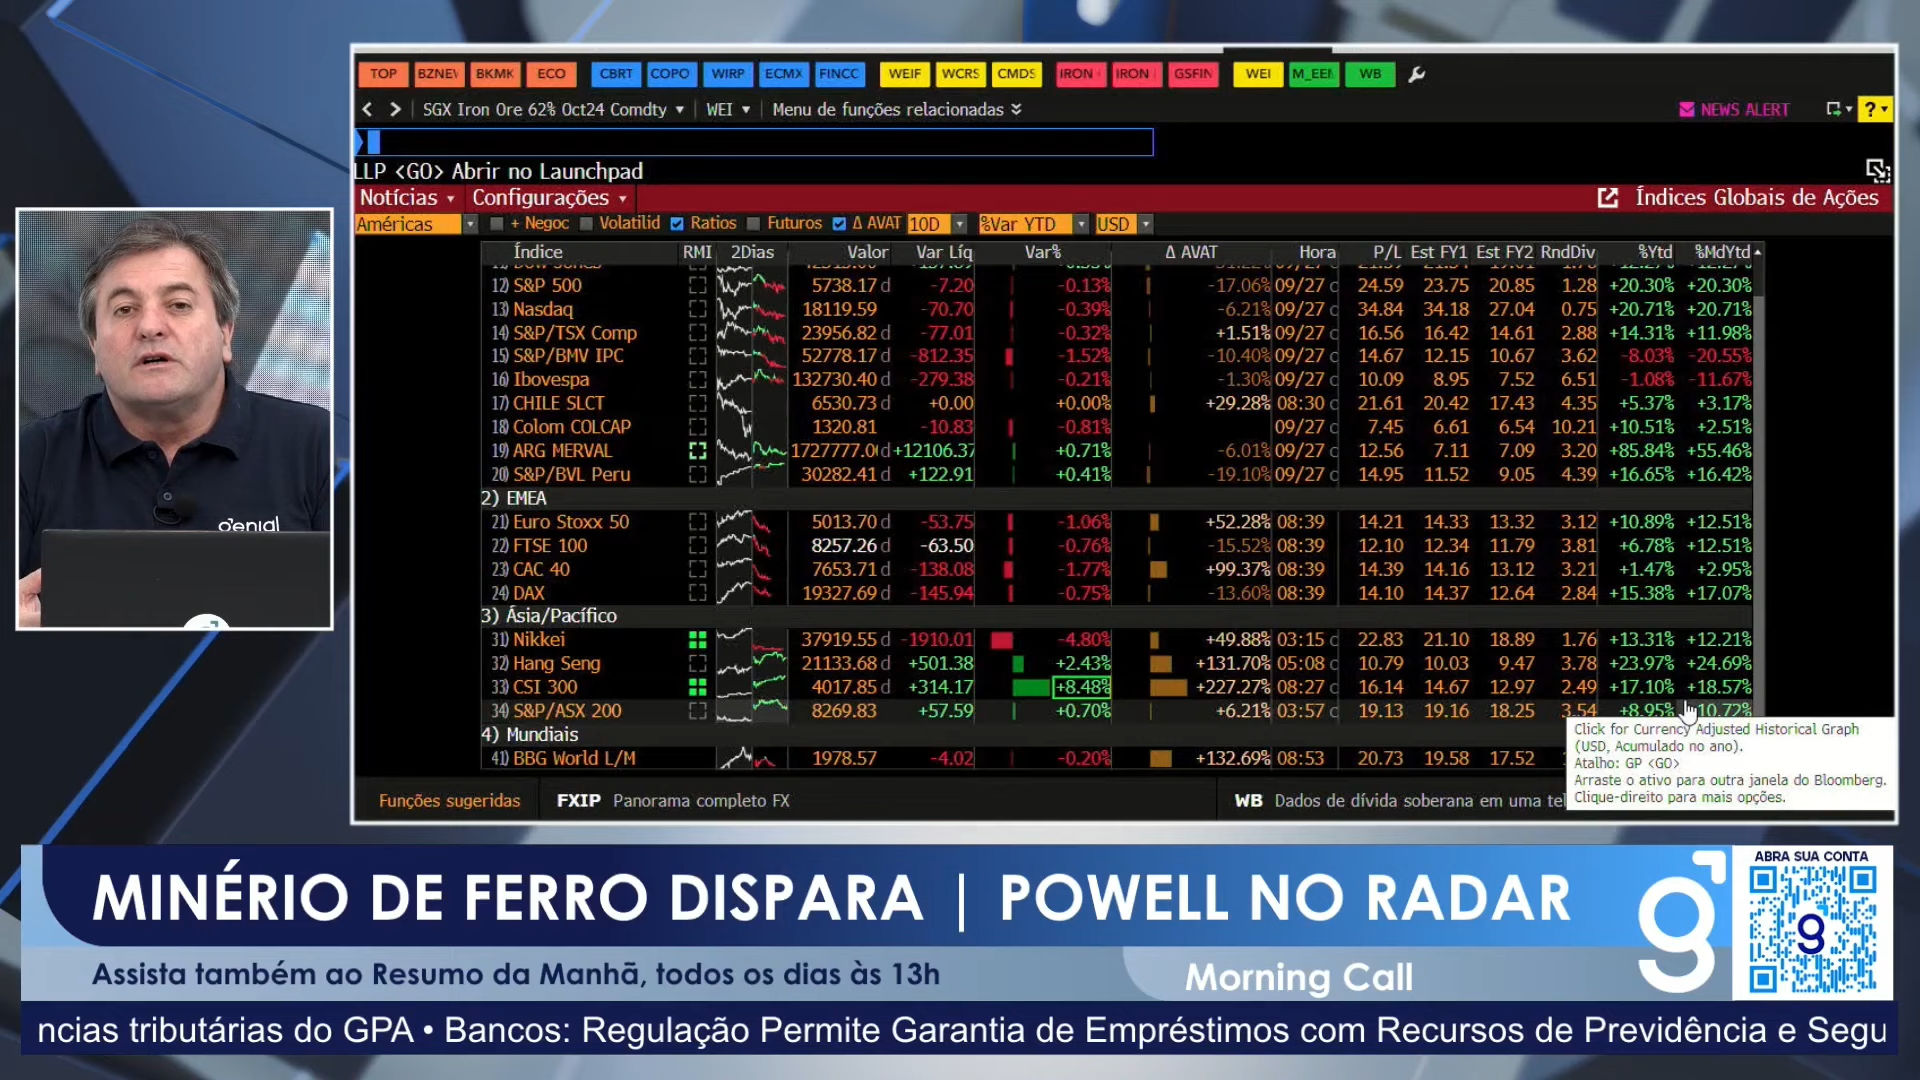 TOP BZNEV BKMK ECO CBRT COPO WIRP ECMX FINCC WEIF WCRS CMDS IRON IRON GSFIN WEI M_EEM WB
SGX Iron Ore 62% Oct24 Comdty WEI Menu de funções relacionadas NEWS ALERT ?
LLP <GO> Abrir no Launchpad
Notícias Configurações Índices Globais de Ações
Américas + Negoc Volatilid Ratios Futuros Δ AVAT 10D %Var YTD USD
Índice RMI 2Dias Valor Var Líq Var% Δ AVAT Hora P/L Est FY1 Est FY2 RndDiv %Ytd %MdYtd
12) S&P 500 5738.17 d -7.20 -0.13% -17.06% 09/27 c 24.59 23.75 20.85 1.28 +20.30% +20.30%
13) Nasdaq 18119.59 -70.70 -0.39% -6.21% 09/27 c 34.84 34.18 27.04 0.75 +20.71% +20.71%
14) S&P/TSX Comp 23956.82 d -77.01 -0.32% +1.51% 09/27 c 16.56 16.42 14.61 2.88 +14.31% +11.98%
15) S&P/BMV IPC 52778.17 d -812.35 -1.52% -10.40% 09/27 c 14.67 12.15 10.67 3.62 -8.03% -20.55%
16) Ibovespa 132730.40 d -279.38 -0.21% -1.30% 09/27 c 10.09 8.95 7.52 6.51 -1.08% -11.67%
17) CHILE SLCT 6530.73 d +0.00 +0.00% +29.28% 08:30 c 21.61 20.42 17.43 4.35 +5.37% +3.17%
18) Colom COLCAP 1320.81 -10.83 -0.81% 09/27 c 7.45 6.61 6.54 10.21 +10.51% +2.51%
19) ARG MERVAL 1727777.0 d +12106.37 +0.71% -6.01% 09/27 c 12.56 7.11 7.09 3.20 +85.84% +55.46%
20) S&P/BVL Peru 30282.41 d +122.91 +0.41% -19.10% 09/27 c 14.95 11.52 9.05 4.39 +16.65% +16.42%
2) EMEA
21) Euro Stoxx 50 5013.70 d -53.75 -1.06% +52.28% 08:39 14.21 14.33 13.32 3.12 +10.89% +12.51%
22) FTSE 100 8257.26 d -63.50 -0.76% -15.52% 08:39 12.10 12.34 11.79 3.81 +6.78% +12.51%
23) CAC 40 7653.71 d -138.08 -1.77% +99.37% 08:39 14.39 14.16 13.12 3.21 +1.47% +2.95%
24) DAX 19327.69 d -145.94 -0.75% -13.60% 08:39 14.10 14.37 12.64 2.84 +15.38% +17.07%
3) Ásia/Pacífico
31) Nikkei 37919.55 d -1910.01 -4.80% +49.88% 03:15 c 22.83 21.10 18.89 1.76 +13.31% +12.21%
32) Hang Seng 21133.68 d +501.38 +2.43% +131.70% 05:08 c 10.79 10.03 9.47 3.78 +23.97% +24.69%
33) CSI 300 4017.85 d +314.17 +8.48% +227.27% 08:27 c 16.14 14.67 12.97 2.49 +17.10% +18.57%
34) S&P/ASX 200 8269.83 +57.59 +0.70% +6.21% 03:57 c 19.13 19.16 18.25 3.54 +8.95% 10.72%
4) Mundiais
41) BBG World L/M 1978.57 -4.02 -0.20% +132.69% 08:53 20.73 19.58 17.52
Click for Currency Adjusted Historical Graph
(USD, Acumulado no ano).
Atalho: GP <GO>
Arraste o ativo para outra janela do Bloomberg.
Clique-direito para mais opções.
Funções sugeridas FXIP Panorama completo FX WB Dados de dívida soberana em uma tel
genial
MINÉRIO DE FERRO DISPARA | POWELL NO RADAR
ABRA SUA CONTA
Assista também ao Resumo da Manhã, todos os dias às 13h
Morning Call
ncias tributárias do GPA • Bancos: Regulação Permite Garantia de Empréstimos com Recursos de Previdência e Segu